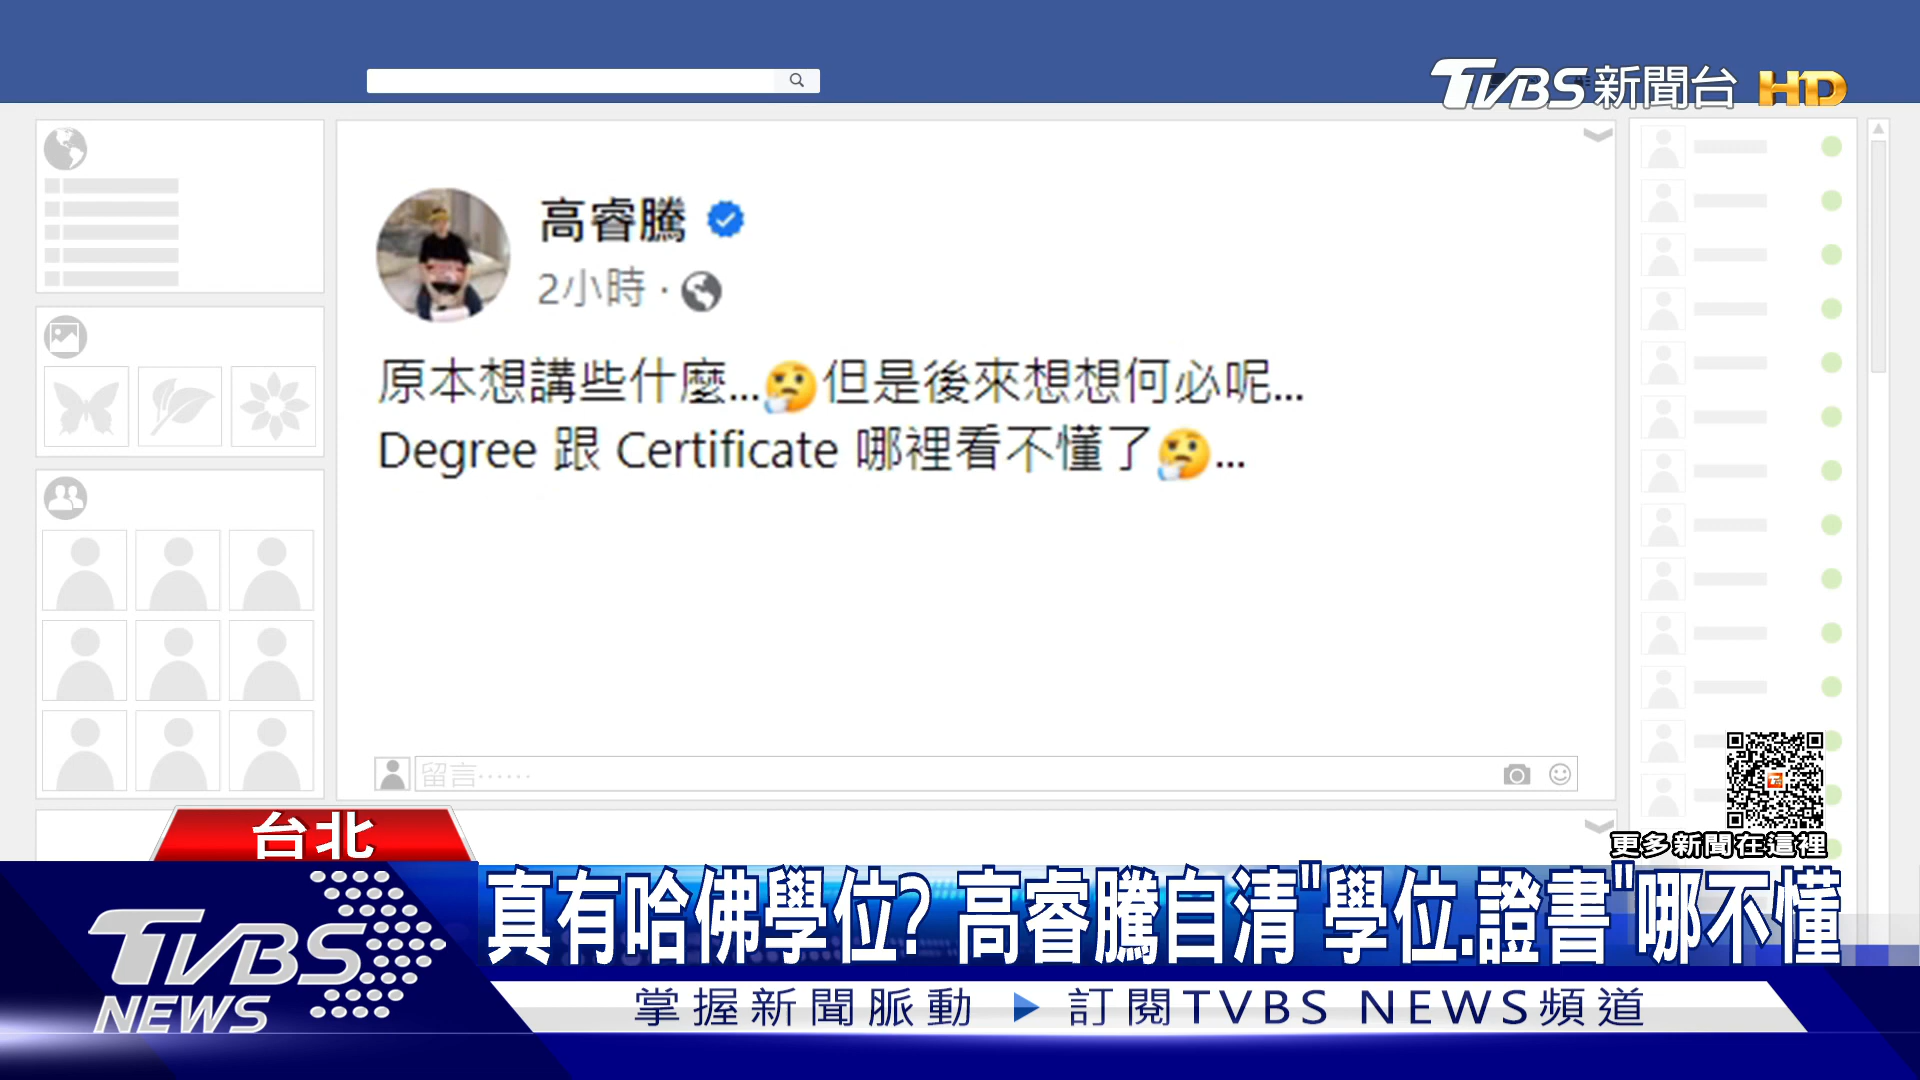 TVBS新聞台 HD
高睿騰
2小時 ·
原本想講些什麼...🤔但是後來想想何必呢...
Degree 跟 Certificate 哪裡看不懂了🤔...
留言⋯⋯
更多新聞在這裡
台北
真有哈佛學位? 高睿騰自清"學位.證書"哪不懂
TVBS NEWS
掌握新聞脈動 ▶ 訂閱TVBS NEWS頻道